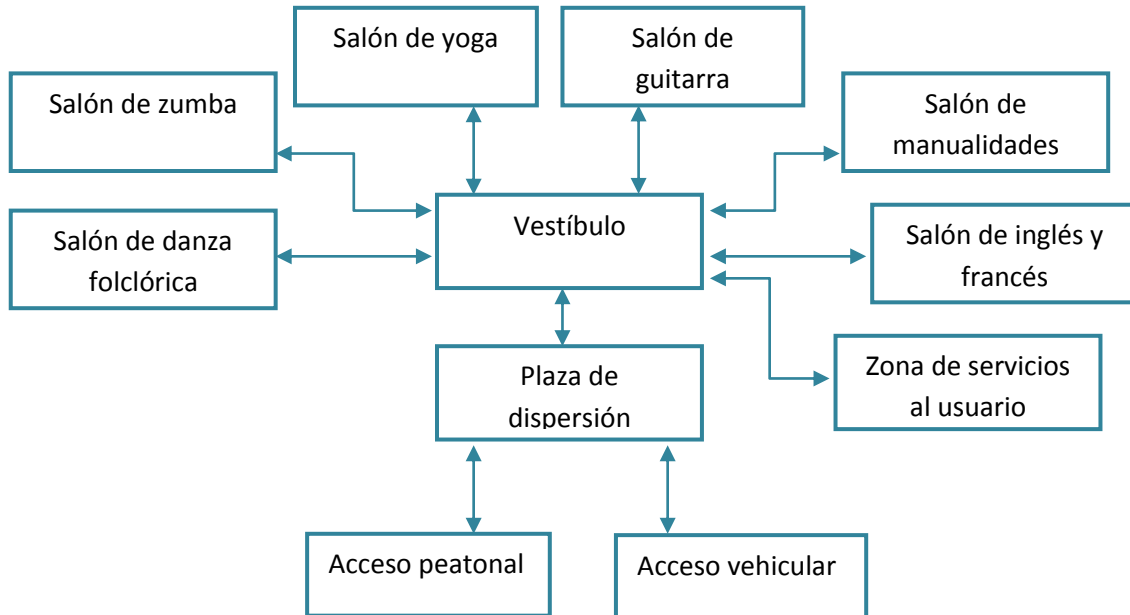 Salón de yoga
Salón de
guitarra
Salón de zumba
Salón de
manualidades
Vestíbulo
Salón de danza
folclórica
Salón de inglés y
francés
Plaza de
dispersión
Zona de servicios
al usuario
Acceso peatonal
Acceso vehicular